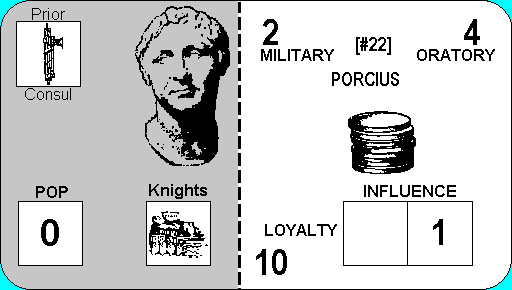 Prior
Consul
POP
0
Knights
2
MILITARY
[#22]
4
ORATORY
PORCIUS
INFLUENCE
LOYALTY
10
1